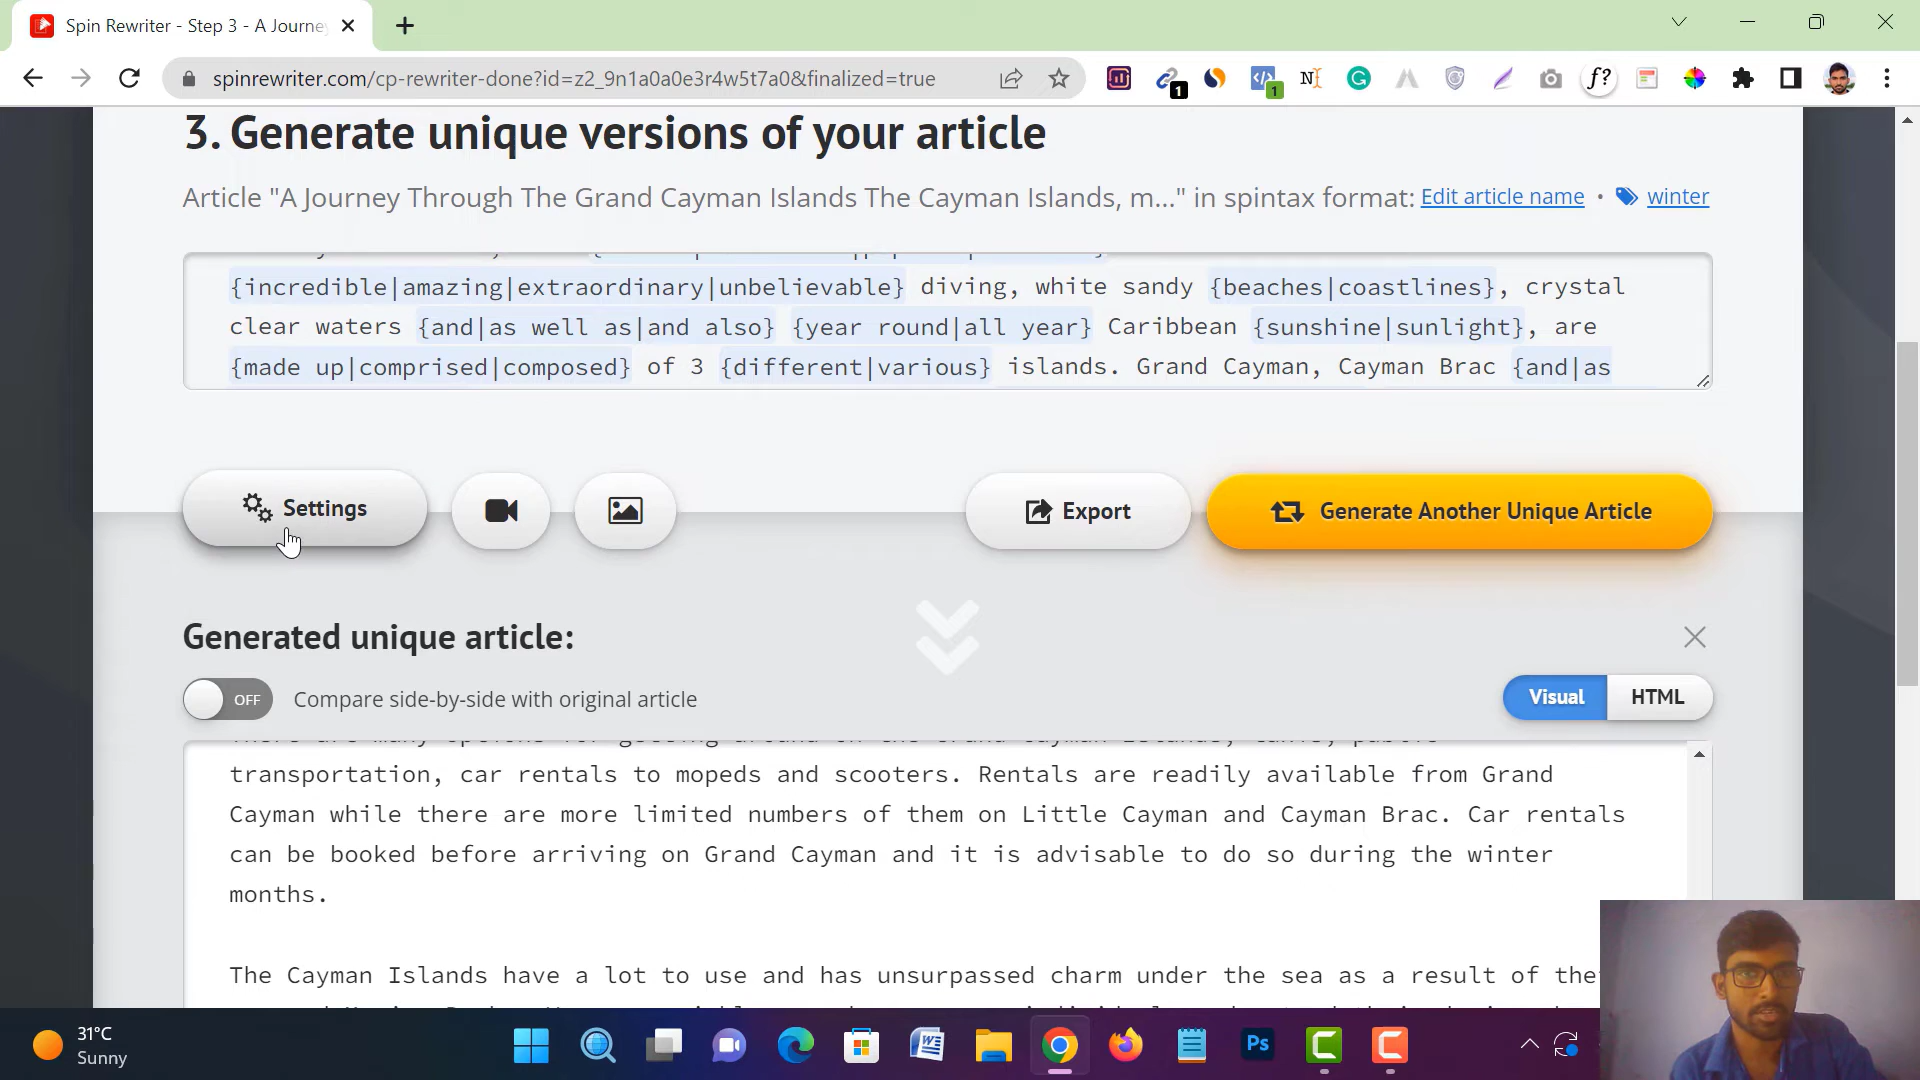 Spin Rewriter - Step 3 - A Journe
spinrewriter.com/cp-rewriter-done?id=z2_9n1a0a0e3r4w5t7a0&finalized=true
1
1
3. Generate unique versions of your article
Article "A Journey Through The Grand Cayman Islands The Cayman Islands, m..." in spintax format: Edit article name • winter
{incredible|amazing|extraordinary|unbelievable} diving, white sandy {beaches|coastlines}, crystal
clear waters {and|as well as|and also} {year round|all year} Caribbean {sunshine|sunlight}, are
{made up|comprised|composed} of 3 {different|various} islands. Grand Cayman, Cayman Brac {and|as
Settings
Export
Generate Another Unique Article
Generated unique article:
OFF
Compare side-by-side with original article
Visual
HTML
transportation, car rentals to mopeds and scooters. Rentals are readily available from Grand
Cayman while there are more limited numbers of them on Little Cayman and Cayman Brac. Car rentals
can be booked before arriving on Grand Cayman and it is advisable to do so during the winter
months.
The Cayman Islands have a lot to use and has unsurpassed charm under the sea as a result of the
31°C
Sunny
Ps